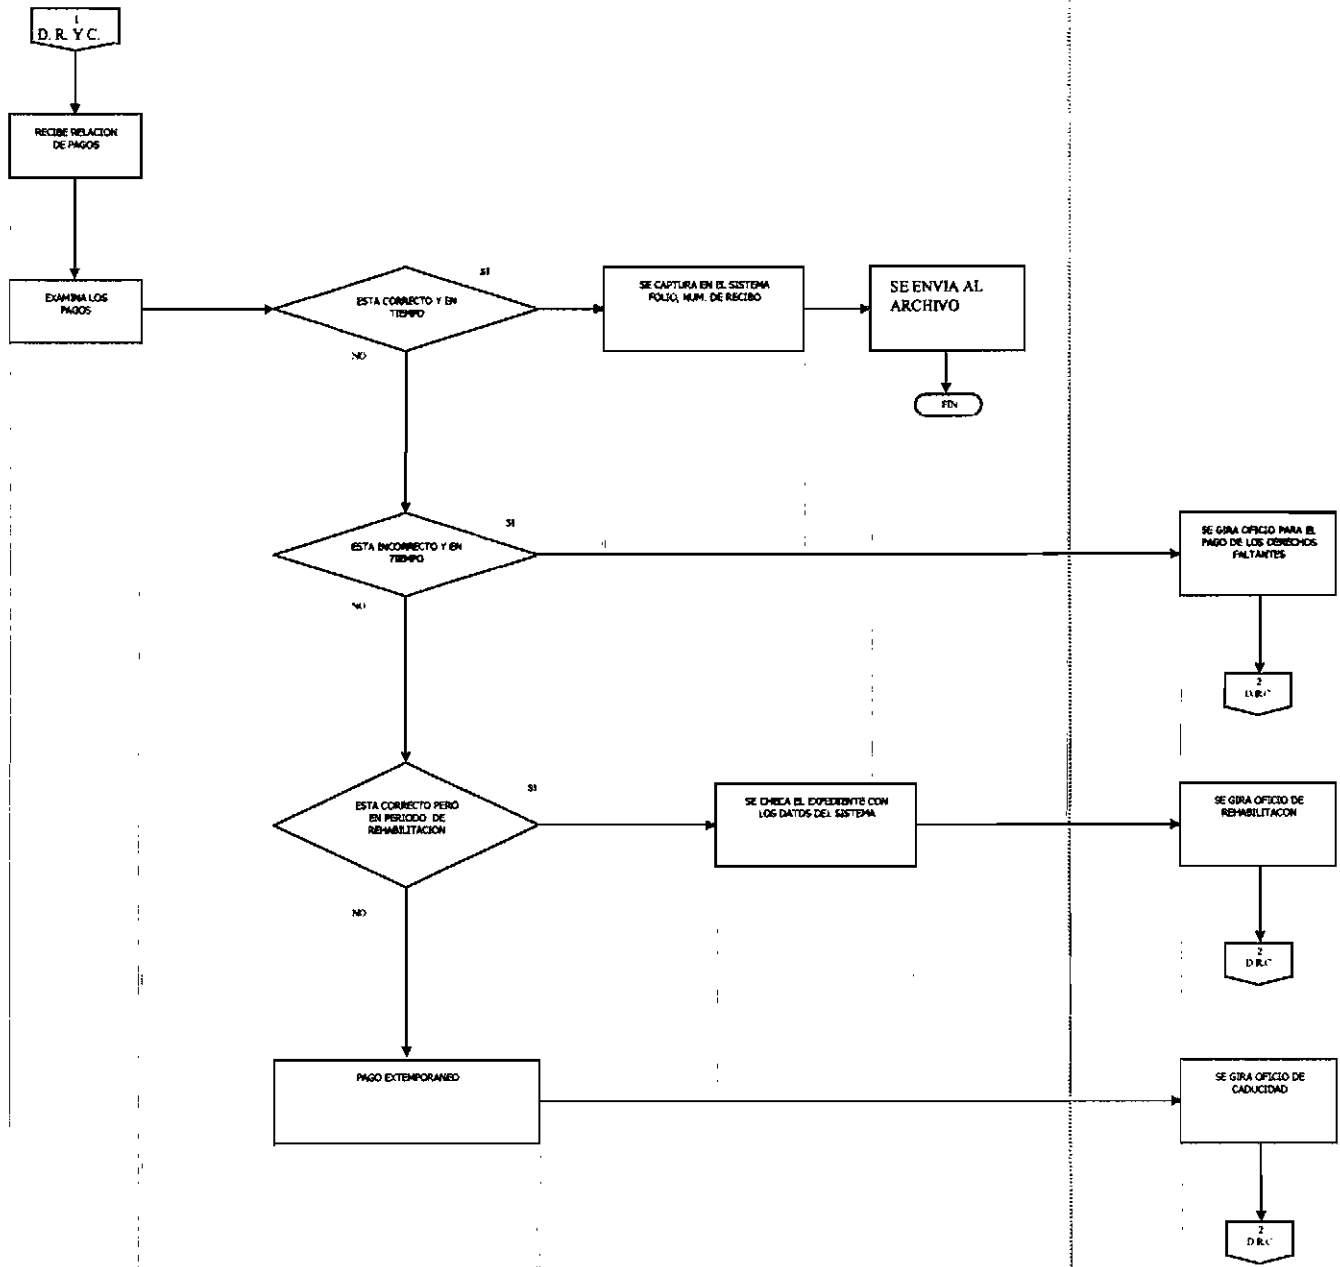 1
D. R. Y C.
RECIBE RELACION
DE PAGOS
EXAMINA LOS
PAGOS
ESTA CORRECTO Y EN
TIEMPO
SI
NO
SE CAPTURA EN EL SISTEMA
FOLIO, NUM. DE RECIBO
SE ENVIA AL
ARCHIVO
FIN
ESTA INCORRECTO Y EN
TIEMPO
SI
NO
SE GIRA OFICIO PARA EL
PAGO DE LOS DERECHOS
FALTANTES
2
D.R.C
ESTA CORRECTO PERO
EN PERIODO DE
REHABILITACION
SI
NO
SE CHECA EL EXPEDIENTE CON
LOS DATOS DEL SISTEMA
SE GIRA OFICIO DE
REHABILITACON
2
D.R.C
PAGO EXTEMPORANEO
SE GIRA OFICIO DE
CADUCIDAD
2
D.R.C